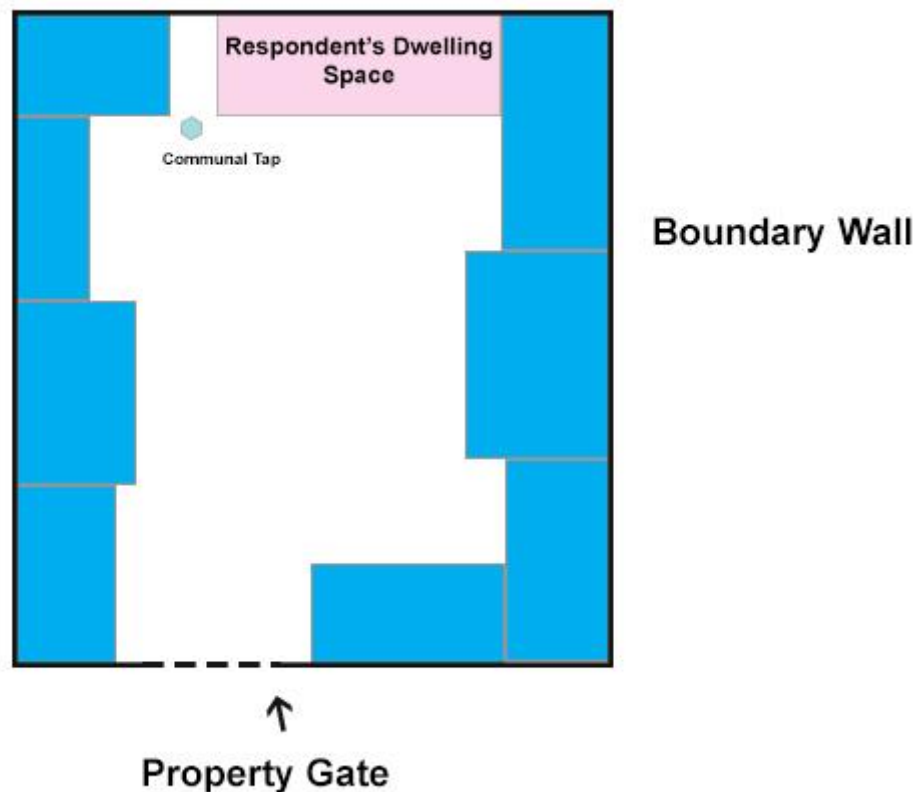 Respondent's Dwelling
Space
Communal Tap
Boundary Wall
Property Gate